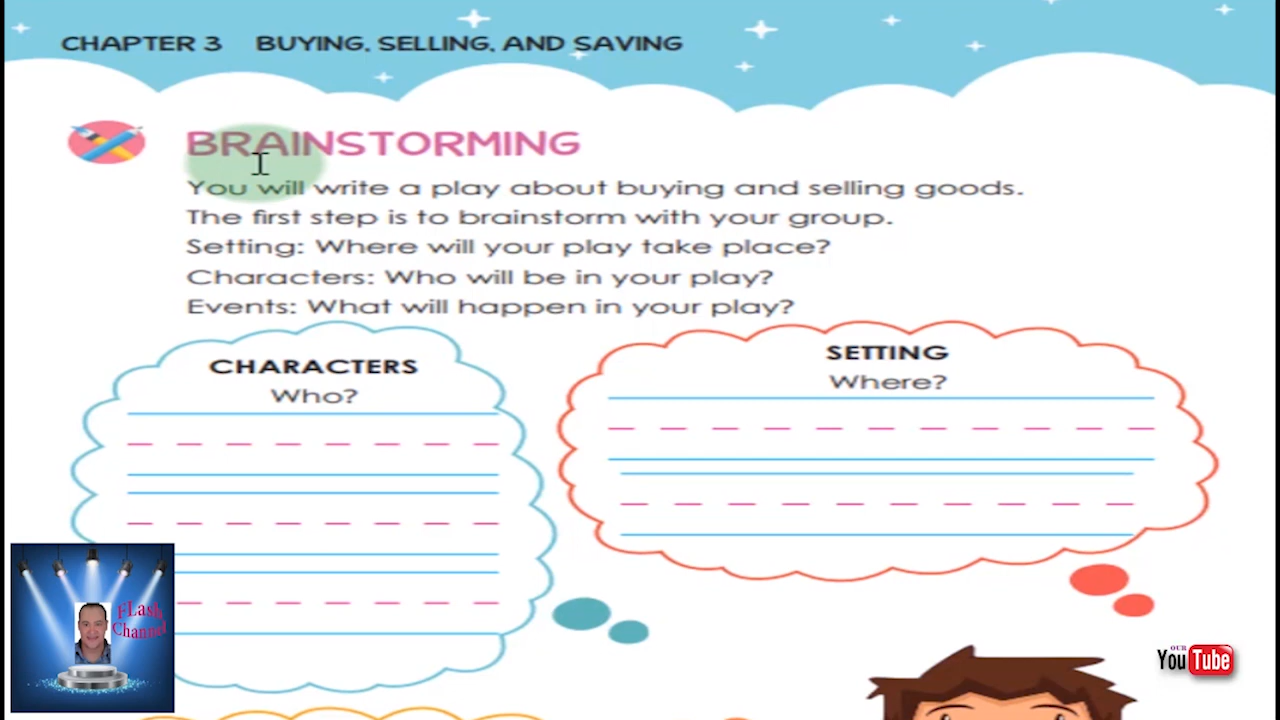 CHAPTER 3 BUYING, SELLING, AND SAVING
BRAINSTORMING
You will write a play about buying and selling goods.
The first step is to brainstorm with your group.
Setting: Where will your play take place?
Characters: Who will be in your play?
Events: What will happen in your play?
CHARACTERS
Who?
SETTING
Where?
FLash
Channel
OUR
YouTube